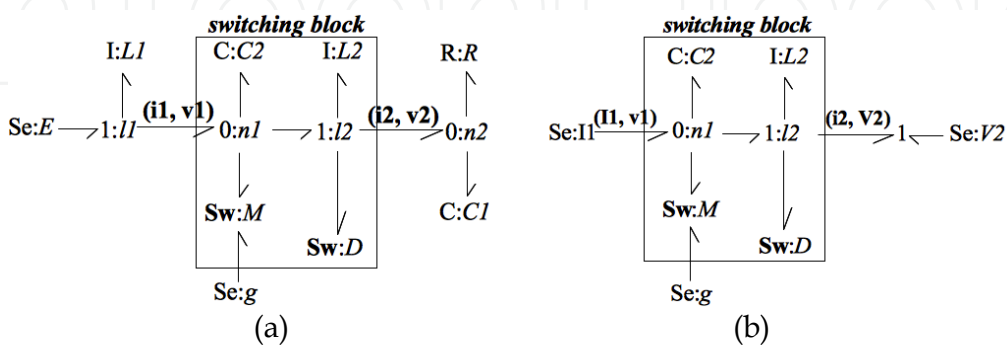 switching block
I:L1
C:C2
I:L2
R:R
(i1, v1)
(i2, v2)
Se:E
1:l1
0:n1
1:l2
0:n2
Sw:M
C:C1
Sw:D
Se:g
(a)
switching block
C:C2
I:L2
(I1, v1)
(i2, V2)
Se:I1
0:n1
1:l2
1
Se:V2
Sw:M
Sw:D
Se:g
(b)